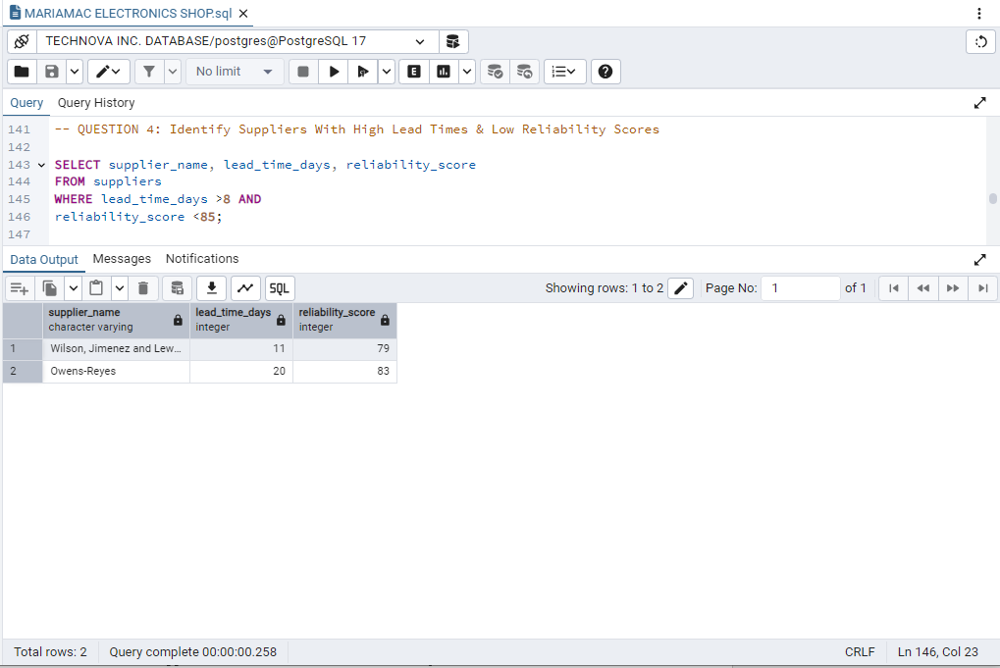 MARIAMAC ELECTRONICS SHOP.sql
TECHNOVA INC. DATABASE/postgres@PostgreSQL 17
No limit
E
Query Query History
141 -- QUESTION 4: Identify Suppliers With High Lead Times & Low Reliability Scores
142
143 SELECT supplier_name, lead_time_days, reliability_score
144 FROM suppliers
145 WHERE lead_time_days >8 AND
146 reliability_score <85;
147
Data Output Messages Notifications
SQL Showing rows: 1 to 2 Page No: 1 of 1
supplier_name lead_time_days reliability_score
character varying integer integer
1 Wilson, Jimenez and Lew... 11 79
2 Owens-Reyes 20 83
Total rows: 2 Query complete 00:00:00.258 CRLF Ln 146, Col 23